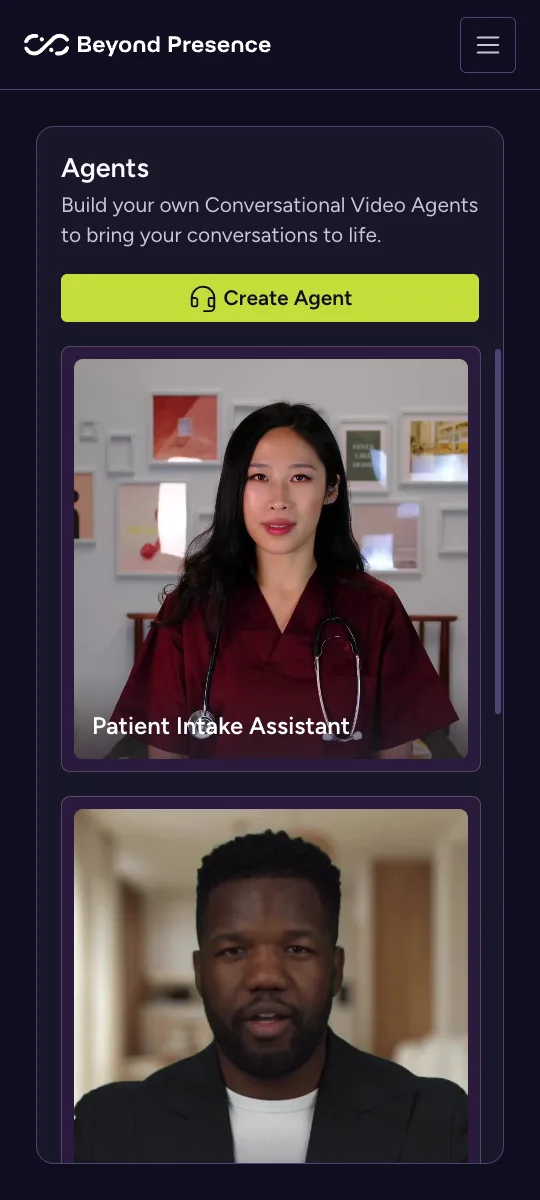 Beyond Presence
Agents
Build your own Conversational Video Agents
to bring your conversations to life.
Create Agent
Patient Intake Assistant